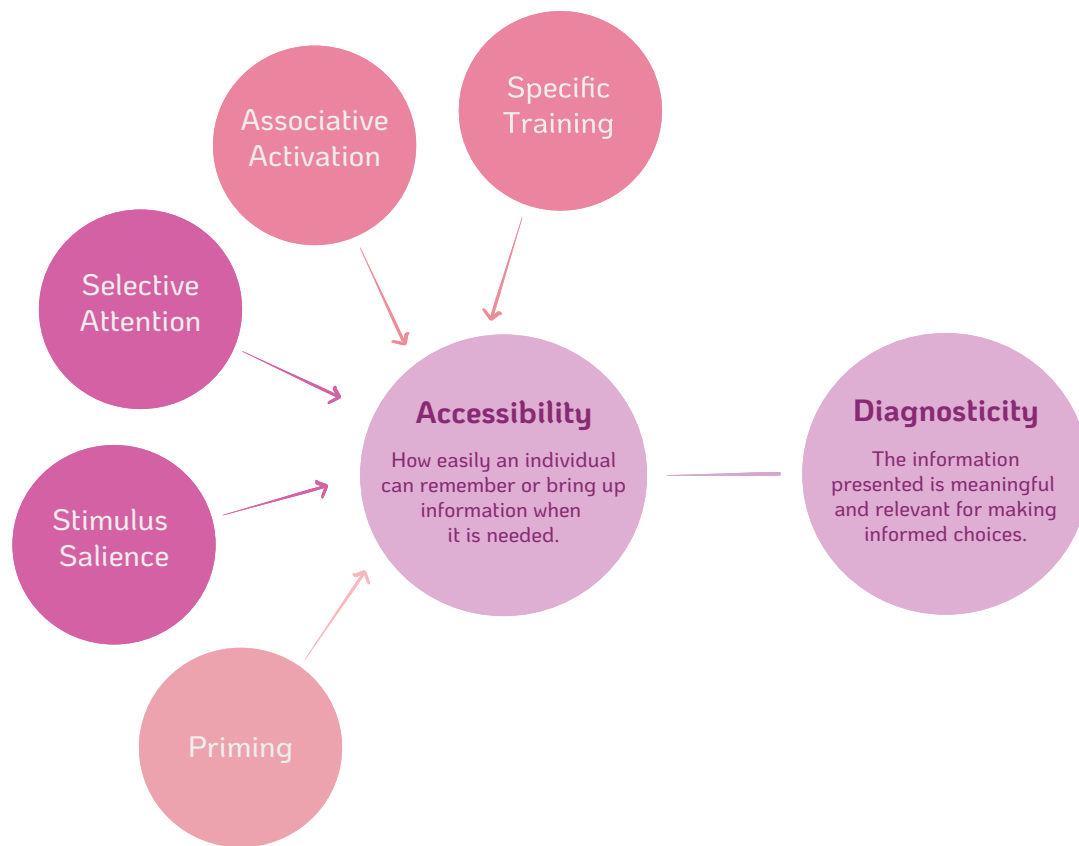 Specific
Training
Associative
Activation
Selective
Attention
Stimulus
Salience
Priming
Accessibility
How easily an individual
can remember or bring up
information when
it is needed.
Diagnosticity
The information
presented is meaningful
and relevant for making
informed choices.